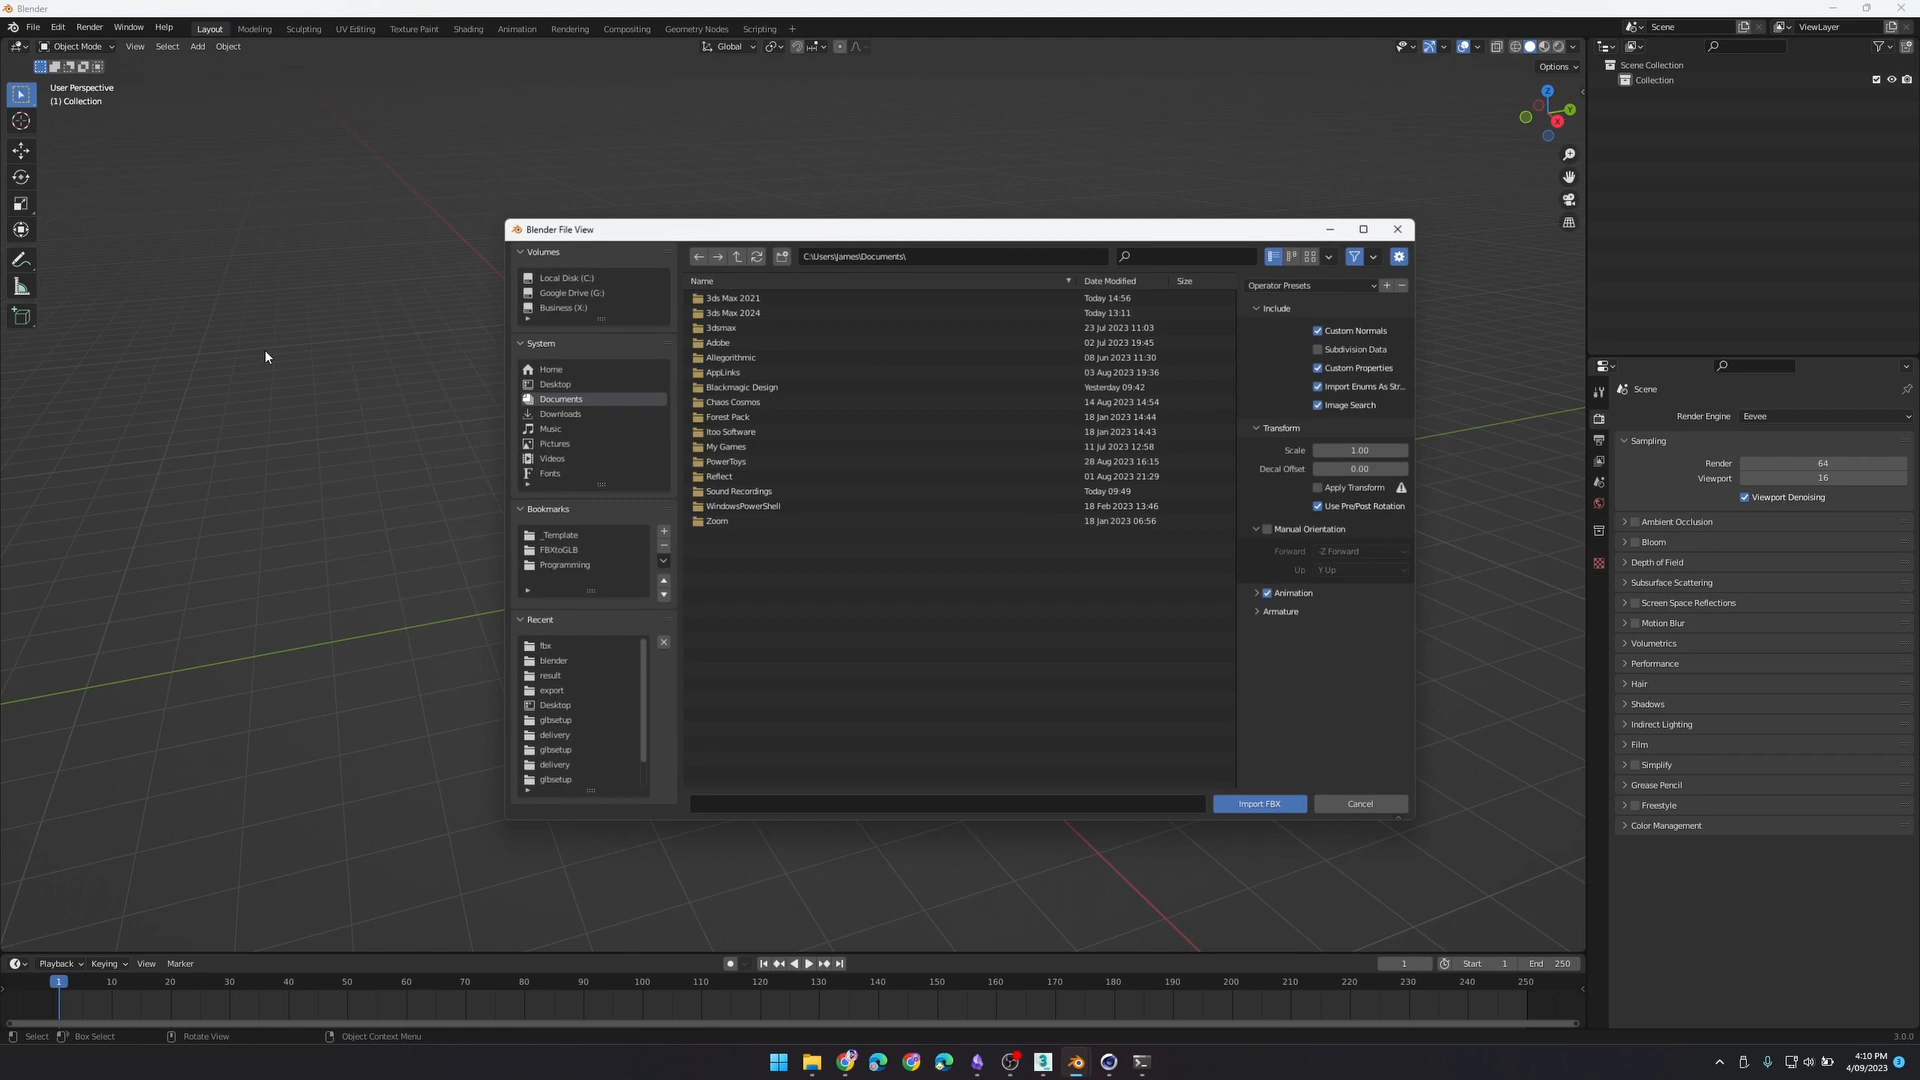 Blender
File Edit Render Window Help Layout Modeling Sculpting UV Editing Texture Paint Shading Animation Rendering Compositing Geometry Nodes Scripting + Scene ViewLayer
Object Mode View Select Add Object Global
Options
User Perspective
(1) Collection
Z
Y
X
Scene Collection
Collection
Blender File View
Volumes
Local Disk (C:)
Google Drive (G:)
Business (X:)
System
Home
Desktop
Documents
Downloads
Music
Pictures
Videos
Fonts
Bookmarks
_Template
FBXtoGLB
Programming
Recent
fbx
blender
result
export
Desktop
glbsetup
delivery
glbsetup
delivery
glbsetup
C:\Users\James\Documents\
Name Date Modified Size
3ds Max 2021 Today 14:56
3ds Max 2024 Today 13:11
3dsmax 23 Jul 2023 11:03
Adobe 02 Jul 2023 19:45
Allegorithmic 08 Jun 2023 11:30
AppLinks 03 Aug 2023 19:36
Blackmagic Design Yesterday 09:42
Chaos Cosmos 14 Aug 2023 14:54
Forest Pack 18 Jan 2023 14:44
Itoo Software 18 Jan 2023 14:43
My Games 11 Jul 2023 12:58
PowerToys 28 Aug 2023 16:15
Reflect 01 Aug 2023 21:29
Sound Recordings Today 09:49
WindowsPowerShell 18 Feb 2023 13:46
Zoom 18 Jan 2023 06:56
Operator Presets
Include
Custom Normals
Subdivision Data
Custom Properties
Import Enums As Str...
Image Search
Transform
Scale 1.00
Decal Offset 0.00
Apply Transform
Use Pre/Post Rotation
Manual Orientation
Forward -Z Forward
Up Y Up
Animation
Armature
Import FBX Cancel
Scene
Render Engine Eevee
Sampling
Render 64
Viewport 16
Viewport Denoising
Ambient Occlusion
Bloom
Depth of Field
Subsurface Scattering
Screen Space Reflections
Motion Blur
Volumetrics
Performance
Hair
Shadows
Indirect Lighting
Film
Simplify
Grease Pencil
Freestyle
Color Management
Playback Keying View Marker 1 Start 1 End 250
1 10 20 30 40 50 60 70 80 90 100 110 120 130 140 150 160 170 180 190 200 210 220 230 240 250
Select Box Select Rotate View Object Context Menu 3.0.0
4:10 PM
4/09/2023
3